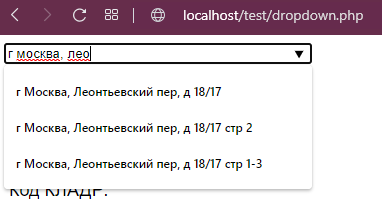 localhost/test/dropdown.php
г москва, лео
г Москва, Леонтьевский пер, д 18/17
г Москва, Леонтьевский пер, д 18/17 стр 2
г Москва, Леонтьевский пер, д 18/17 стр 1-3
Код КЛАДР: